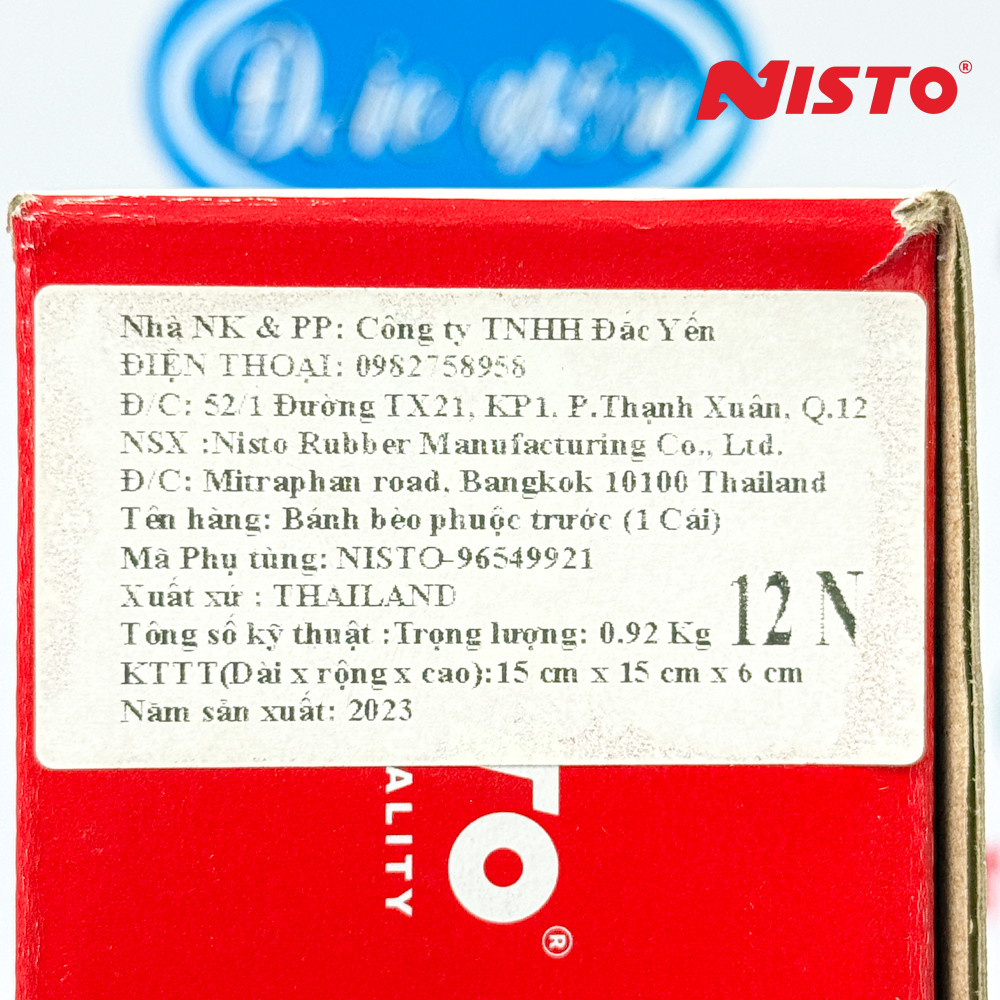 NISTO®
Nhà NK & PP: Công ty TNHH Đắc Yến
ĐIỆN THOẠI: 0982758958
Đ/C: 52/1 Đường TX21, KP1, P.Thạnh Xuân, Q.12
NSX :Nisto Rubber Manufacturing Co., Ltd.
Đ/C: Mitraphan road, Bangkok 10100 Thailand
Tên hàng: Bánh bèo phuộc trước (1 Cái)
Mã Phụ tùng: NISTO-96549921
Xuất xứ : THAILAND
12 N
Tông số kỹ thuật :Trọng lượng: 0.92 Kg
KTTT(Dài x rộng x cao):15 cm x 15 cm x 6 cm
Năm sản xuất: 2023
TO®
ALITY